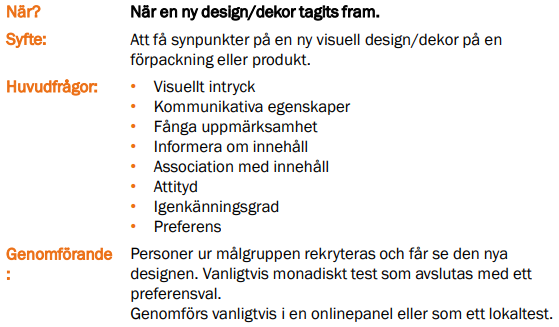 När? När en ny design/dekor tagits fram.
Syfte: Att få synpunkter på en ny visuell design/dekor på en
förpackning eller produkt.
Huvudfrågor: • Visuellt intryck
• Kommunikativa egenskaper
• Fånga uppmärksamhet
• Informera om innehåll
• Association med innehåll
• Attityd
• Igenkänningsgrad
• Preferens
Genomförande Personer ur målgruppen rekryteras och får se den nya
: designen. Vanligtvis monadiskt test som avslutas med ett
preferensval.
Genomförs vanligtvis i en onlinepanel eller som ett lokaltest.